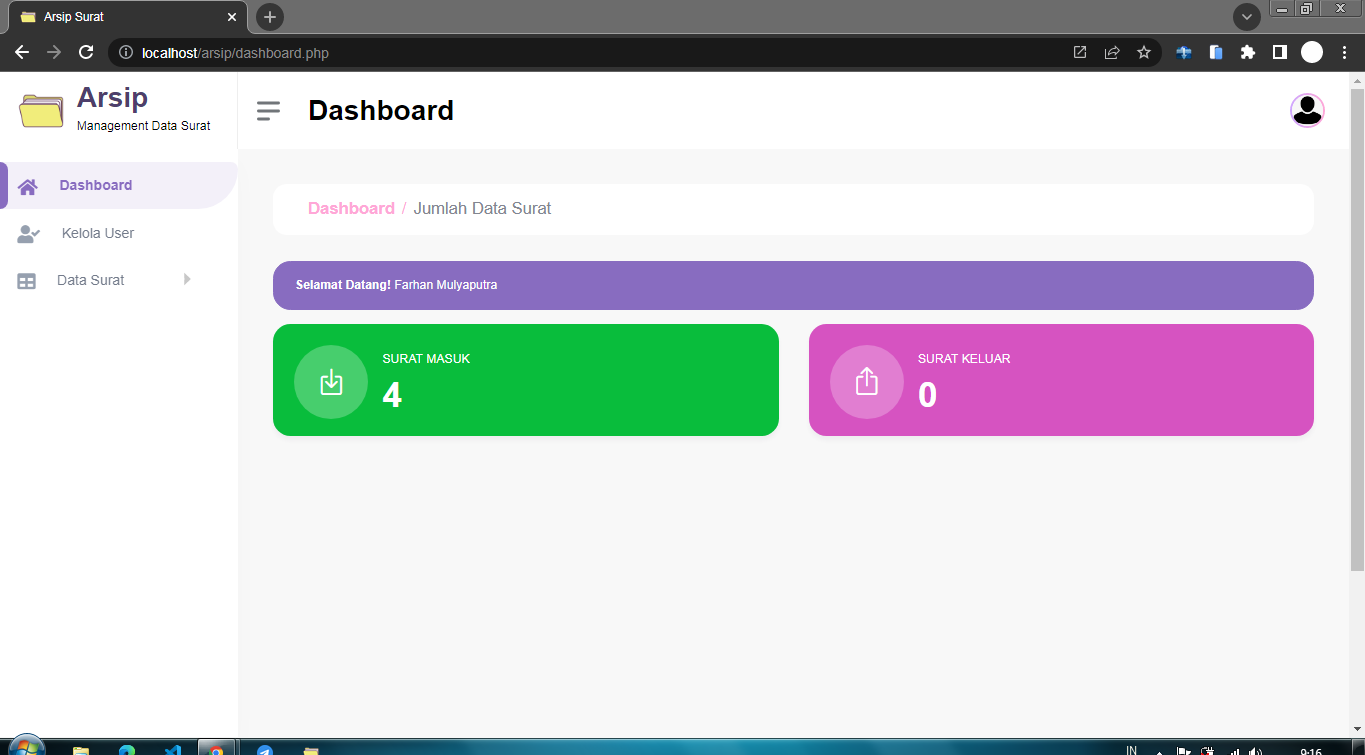 Arsip Surat
localhost/arsip/dashboard.php
Arsip
Management Data Surat
Dashboard
Dashboard
Kelola User
Data Surat
Dashboard / Jumlah Data Surat
Selamat Datang! Farhan Mulyaputra
SURAT MASUK
4
SURAT KELUAR
0
IN
9:16